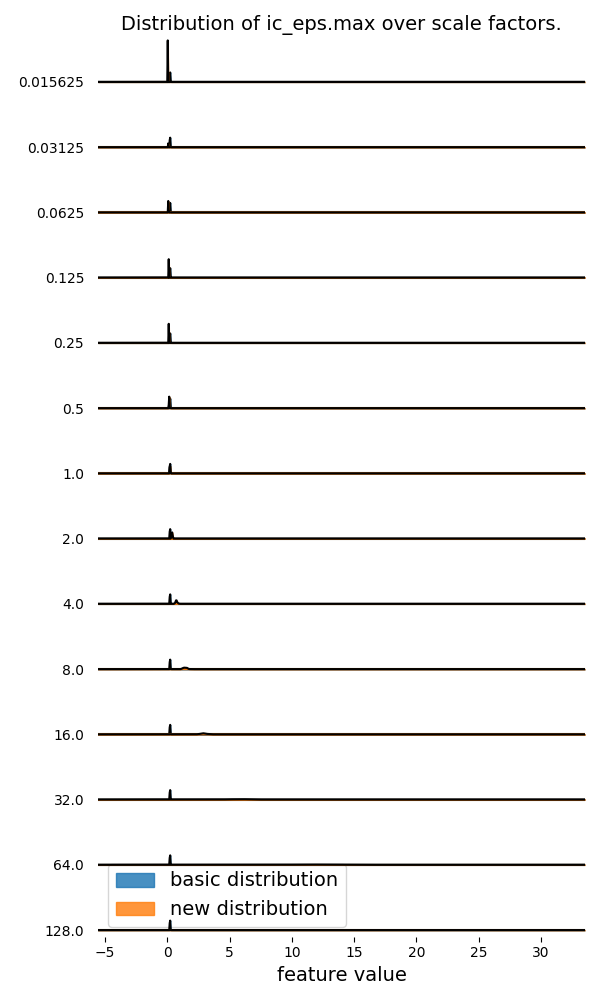 Distribution of ic_eps.max over scale factors.
0.015625
0.03125
0.0625
0.125
0.25
0.5
1.0
2.0
4.0
8.0
16.0
32.0
64.0
basic distribution
new distribution
128.0
−5 0 5 10 15 20 25 30
feature value